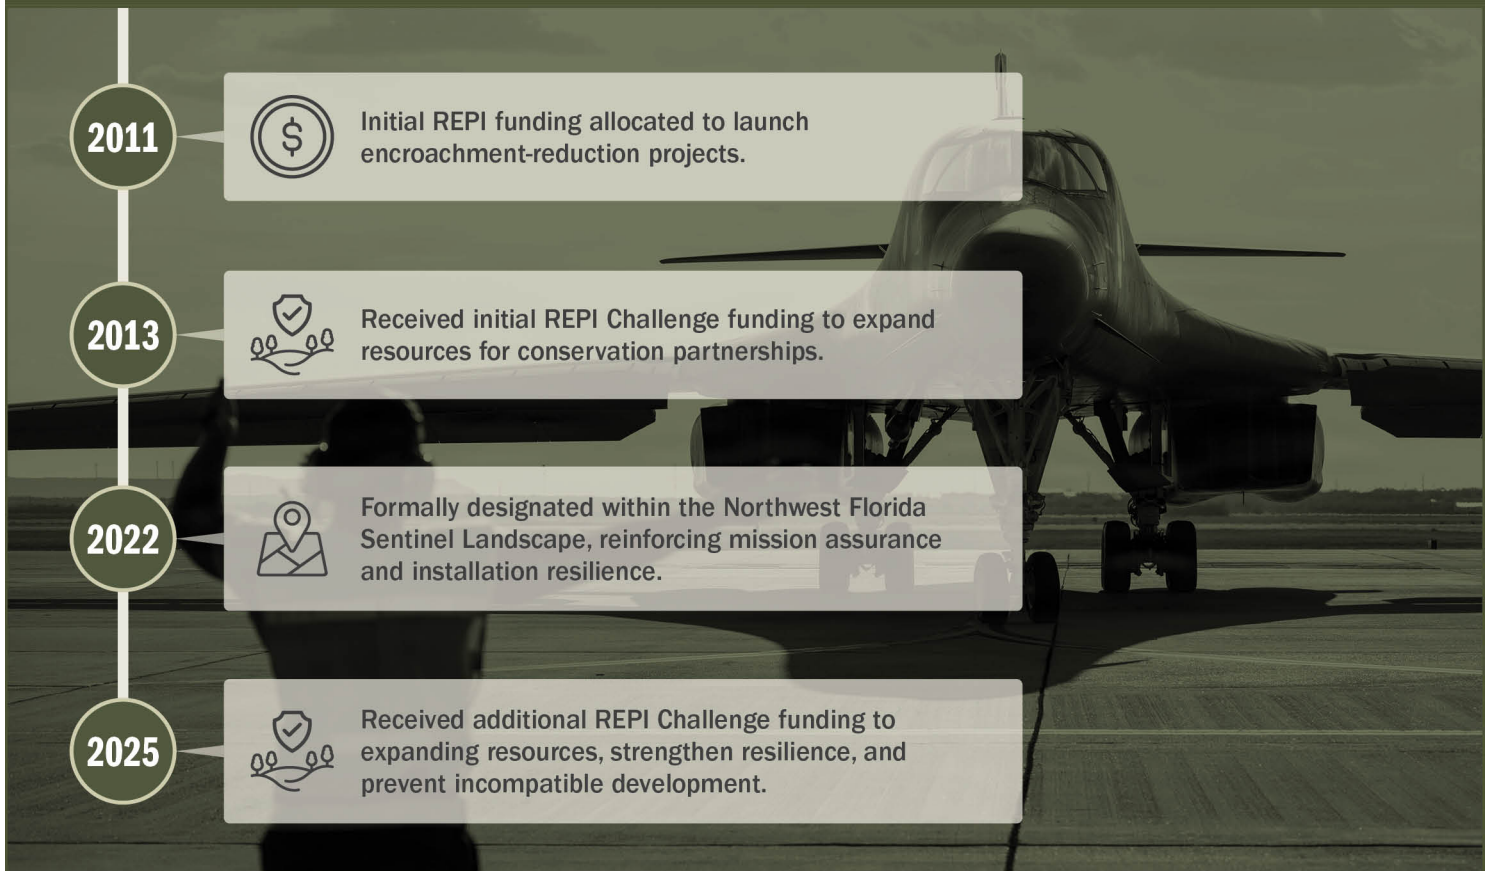 2011
Initial REPI funding allocated to launch
encroachment-reduction projects.
2013
Received initial REPI Challenge funding to expand
resources for conservation partnerships.
2022
Formally designated within the Northwest Florida
Sentinel Landscape, reinforcing mission assurance
and installation resilience.
2025
Received additional REPI Challenge funding to
expanding resources, strengthen resilience, and
prevent incompatible development.